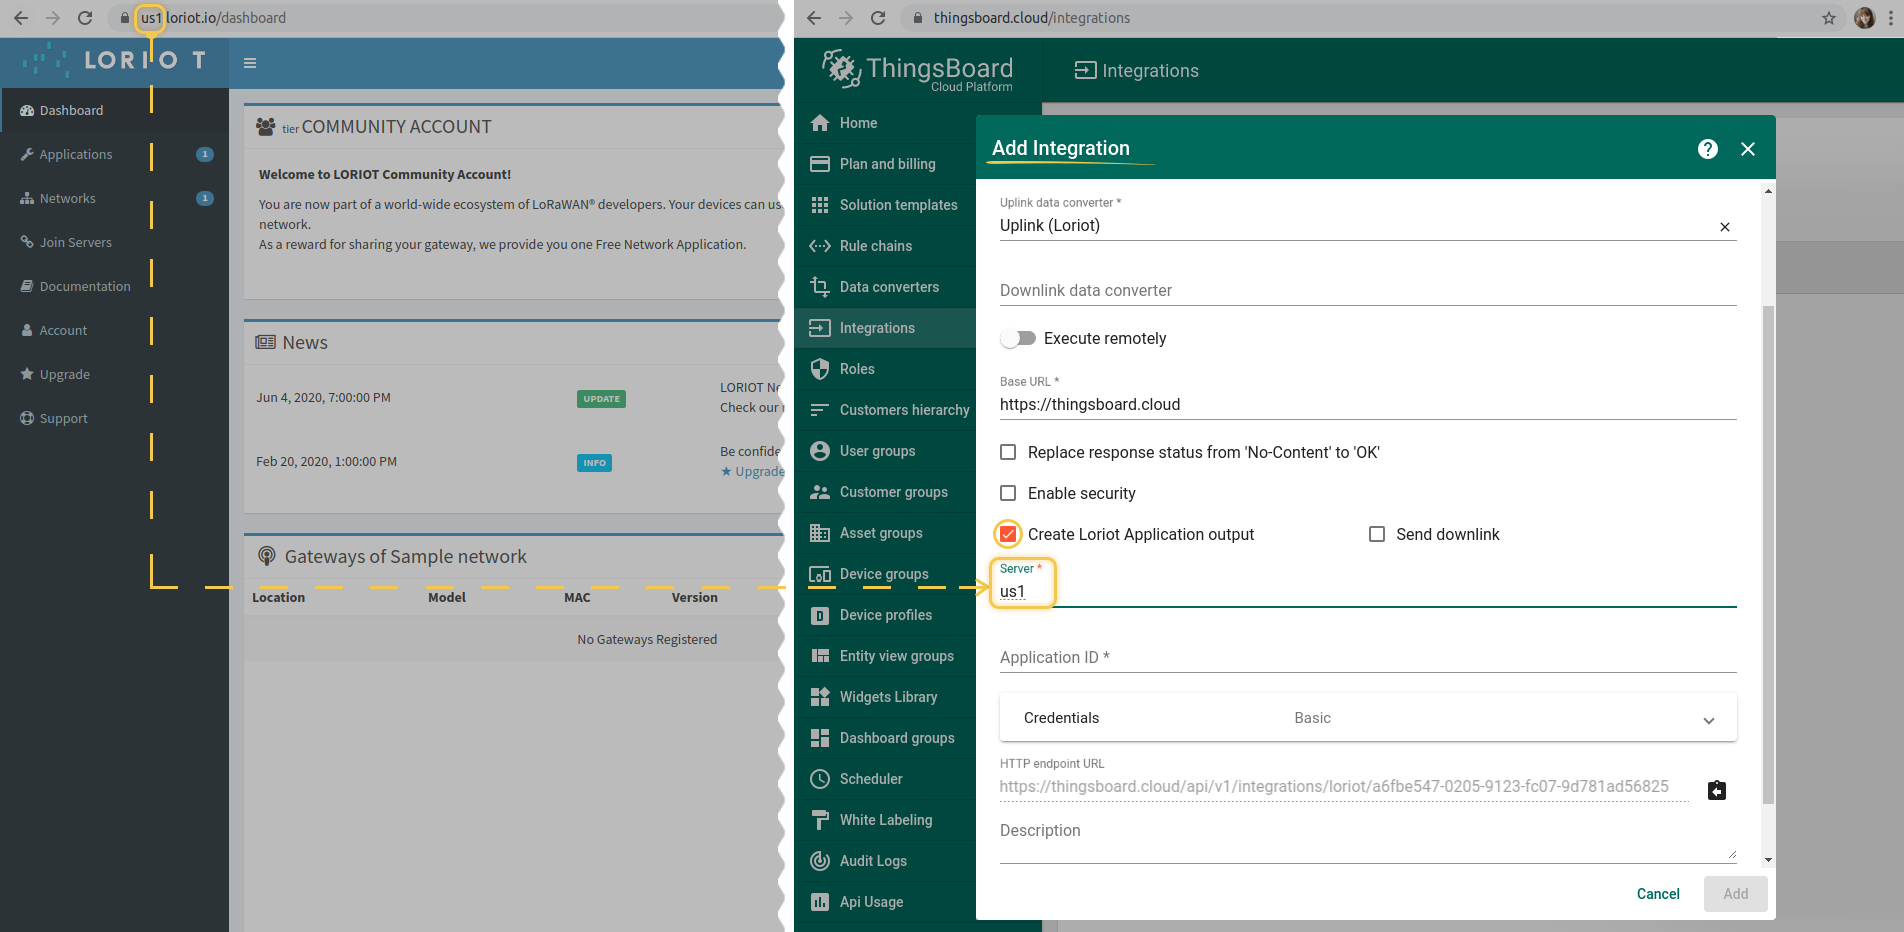 us1.loriot.io/dashboard
LORIOT
Dashboard
Applications 1
Networks 1
Join Servers
Documentation
Account
Upgrade
Support
tier COMMUNITY ACCOUNT
Welcome to LORIOT Community Account!
You are now part of a world-wide ecosystem of LoRaWAN® developers. Your devices can us
network.
As a reward for sharing your gateway, we provide you one Free Network Application.
News
Jun 4, 2020, 7:00:00 PM UPDATE LORIOT Ne
Check our
Feb 20, 2020, 1:00:00 PM INFO Be confide
Upgrade
Gateways of Sample network
Location Model MAC Version
No Gateways Registered
thingsboard.cloud/integrations
ThingsBoard
Cloud Platform
Integrations
Home
Plan and billing
Solution templates
Rule chains
Data converters
Integrations
Roles
Customers hierarchy
User groups
Customer groups
Asset groups
Device groups
Device profiles
Entity view groups
Widgets Library
Dashboard groups
Scheduler
White Labeling
Audit Logs
Api Usage
Add Integration
Uplink data converter *
Uplink (Loriot)
Downlink data converter
Execute remotely
Base URL *
https://thingsboard.cloud
Replace response status from 'No-Content' to 'OK'
Enable security
Create Loriot Application output Send downlink
Server *
us1
Application ID *
Credentials Basic
HTTP endpoint URL
https://thingsboard.cloud/api/v1/integrations/loriot/a6fbe547-0205-9123-fc07-9d781ad56825
Description
Cancel Add